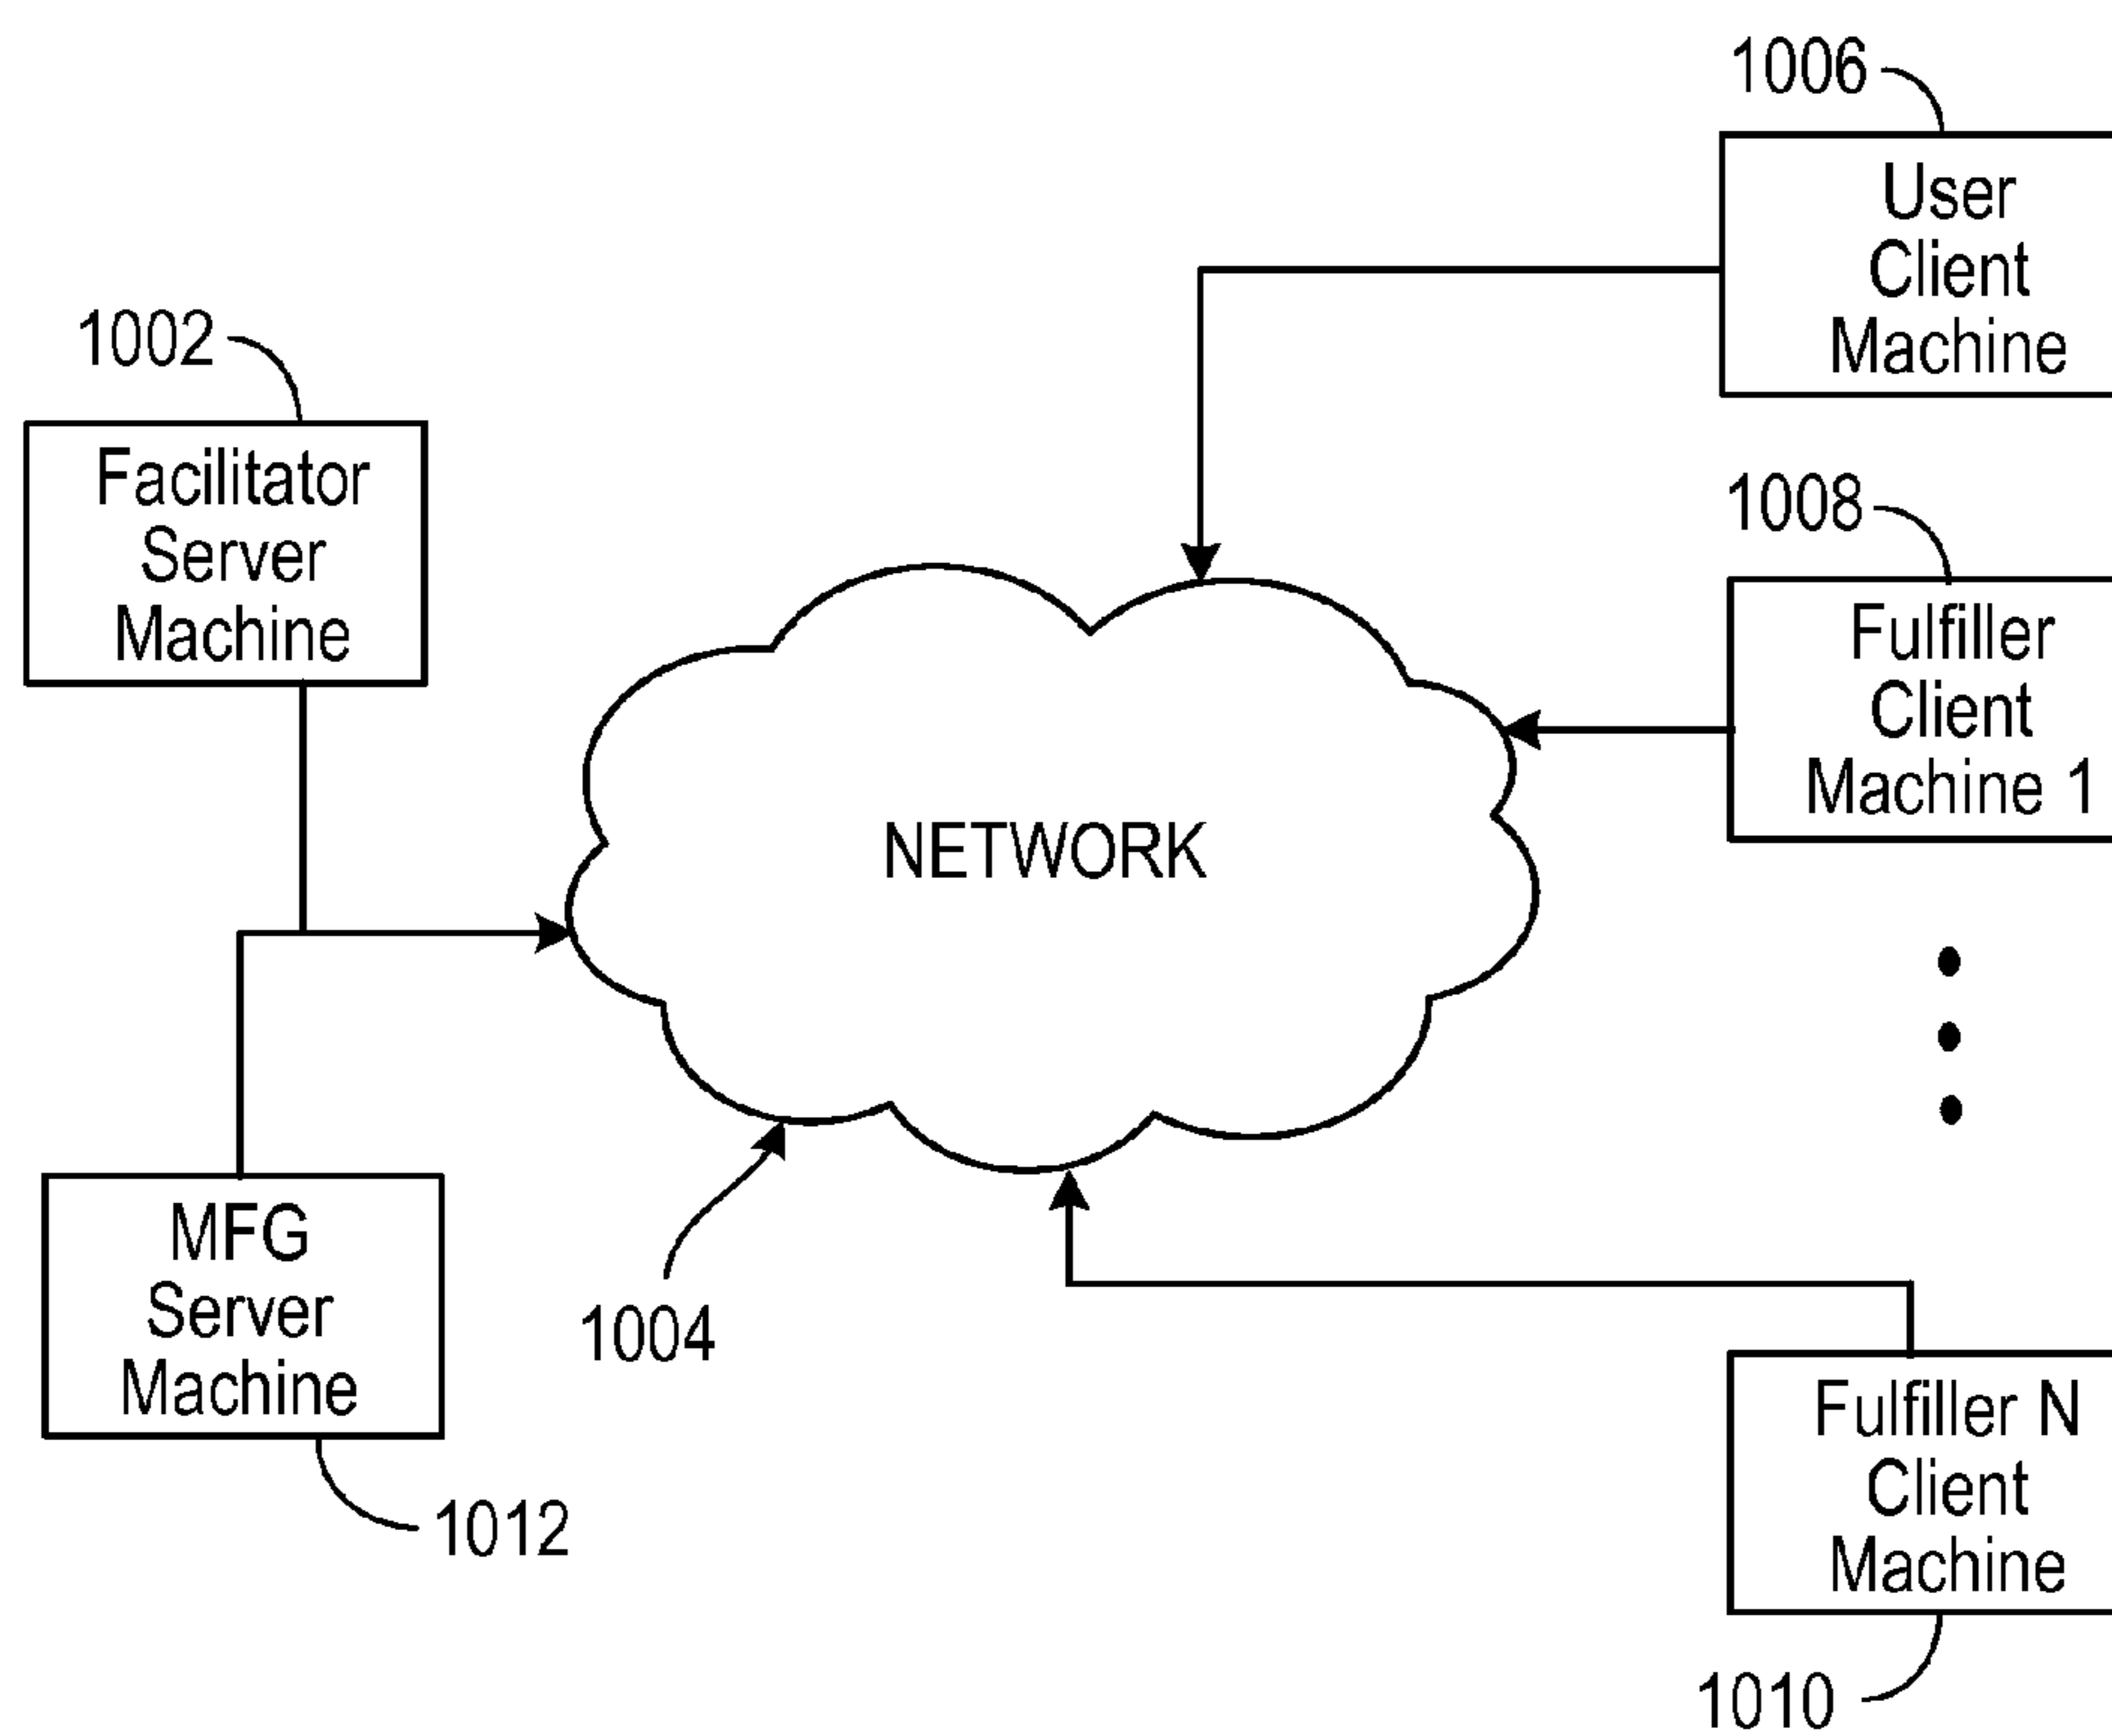 1006
User
Client
Machine
1002
Facilitator
Server
Machine
1008
Fulfiller
Client
Machine 1
NETWORK
MFG
Server
Machine
1004
1012
Fulfiller N
Client
Machine
1010